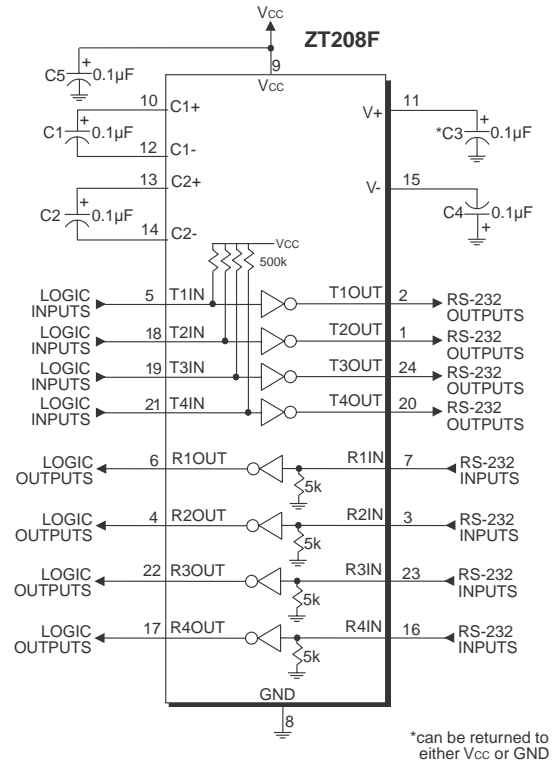 Vcc
ZT208F
9
Vcc
C5
+
0.1µF
10
C1+
C1
+
0.1µF
12
C1-
13
C2+
C2
+
0.1µF
14
C2-
V+
11
+
*C3
0.1µF
V-
15
C4
0.1µF
+
Vcc
500k
LOGIC
INPUTS
5
T1IN
T1OUT
2
RS-232
OUTPUTS
LOGIC
INPUTS
18
T2IN
T2OUT
1
RS-232
OUTPUTS
LOGIC
INPUTS
19
T3IN
T3OUT
24
RS-232
OUTPUTS
LOGIC
INPUTS
21
T4IN
T4OUT
20
RS-232
OUTPUTS
LOGIC
OUTPUTS
6
R1OUT
R1IN
7
RS-232
INPUTS
5k
LOGIC
OUTPUTS
4
R2OUT
R2IN
3
RS-232
INPUTS
5k
LOGIC
OUTPUTS
22
R3OUT
R3IN
23
RS-232
INPUTS
5k
LOGIC
OUTPUTS
17
R4OUT
R4IN
16
RS-232
INPUTS
5k
GND
8
*can be returned to
either Vcc or GND